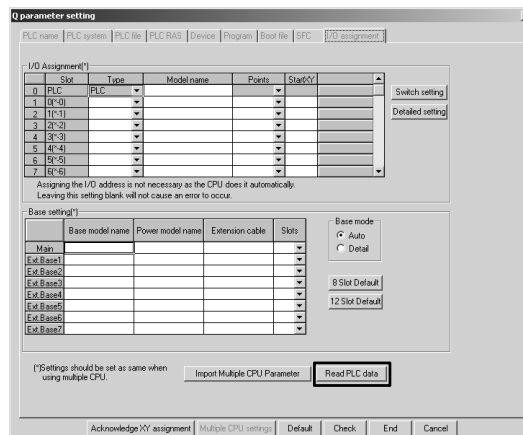 Q parameter setting
PLC name PLC system PLC file PLC RAS Device Program Boot file SFC I/O assignment
I/O Assignment(*)
Slot Type Model name Points StartXY
0 PLC PLC
1 0(*-0)
2 1(*-1)
3 2(*-2)
4 3(*-3)
5 4(*-4)
6 5(*-5)
7 6(*-6)
Switch setting
Detailed setting
Assigning the I/O address is not necessary as the CPU does it automatically.
Leaving this setting blank will not cause an error to occur.
Base setting(*)
Base model name Power model name Extension cable Slots
Main
Ext.Base1
Ext.Base2
Ext.Base3
Ext.Base4
Ext.Base5
Ext.Base6
Ext.Base7
Base mode
Auto
Detail
8 Slot Default
12 Slot Default
(*)Settings should be set as same when
using multiple CPU.
Import Multiple CPU Parameter Read PLC data
Acknowledge XY assignment Multiple CPU settings Default Check End Cancel